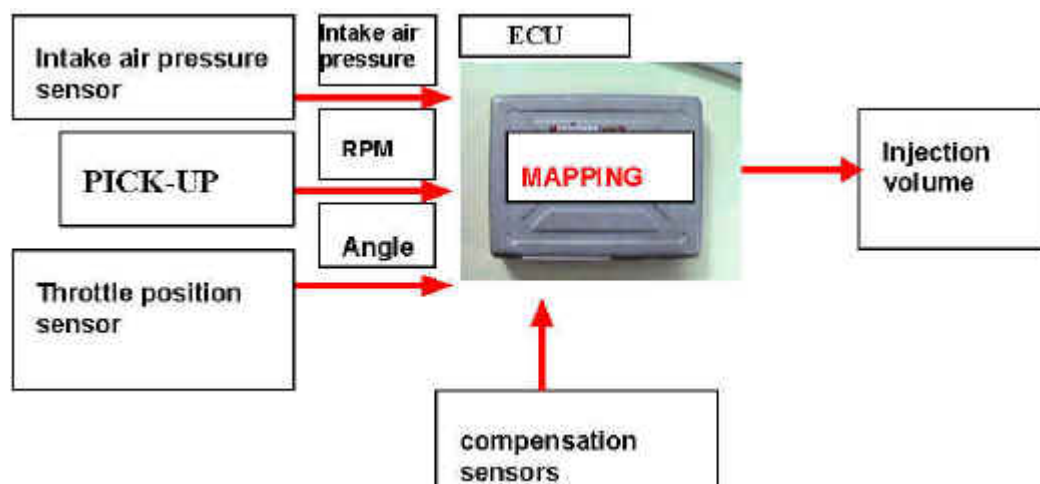 Intake air pressure
sensor
Intake air
pressure
ECU
PICK-UP
RPM
MAPPING
Injection
volume
Throttle position
sensor
Angle
compensation
sensors